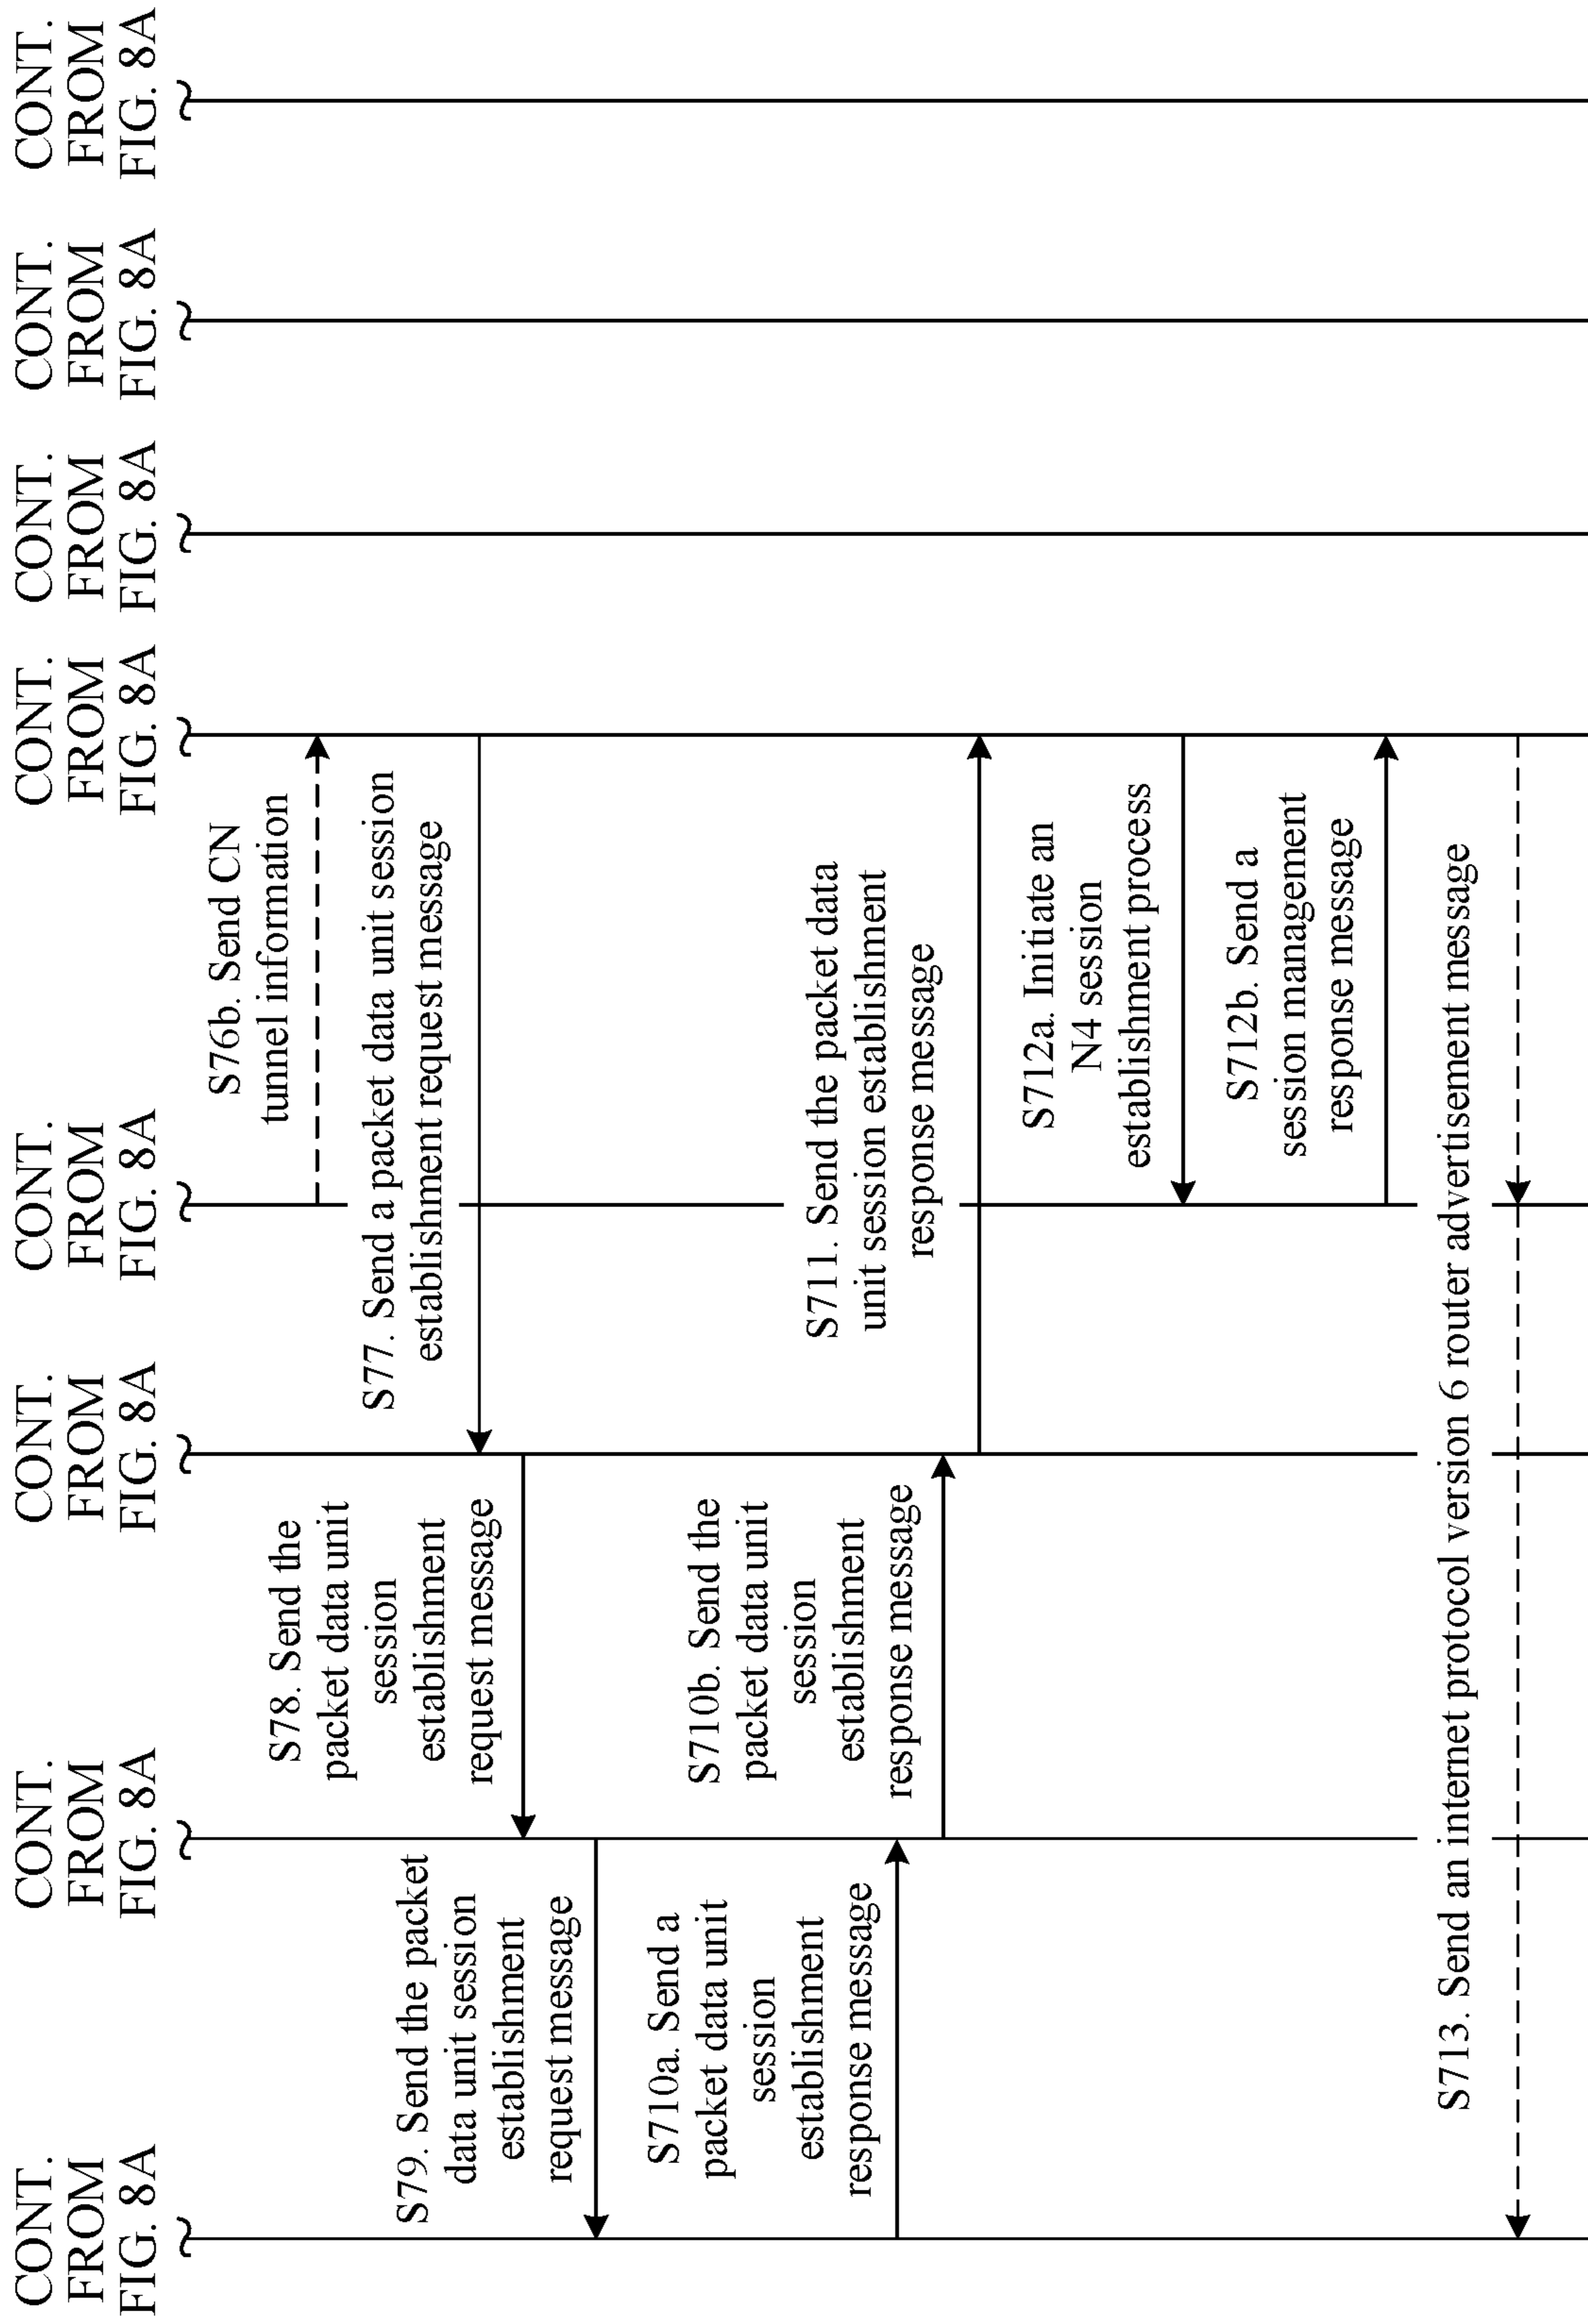 CONT.
FROM
FIG. 8A
CONT.
FROM
FIG. 8A
CONT.
FROM
FIG. 8A
CONT.
FROM
FIG. 8A
CONT.
FROM
FIG. 8A
CONT.
FROM
FIG. 8A
CONT.
FROM
FIG. 8A
CONT.
FROM
FIG. 8A
S76b. Send CN
tunnel information
S77. Send a packet data unit session
establishment request message
S78. Send the
packet data unit
session
establishment
request message
S79. Send the packet
data unit session
establishment
request message
S710a. Send a
packet data unit
session
establishment
response message
S710b. Send the
packet data unit
session
establishment
response message
S711. Send the packet data
unit session establishment
response message
S712a. Initiate an
N4 session
establishment process
S712b. Send a
session management
response message
S713. Send an internet protocol version 6 router advertisement message